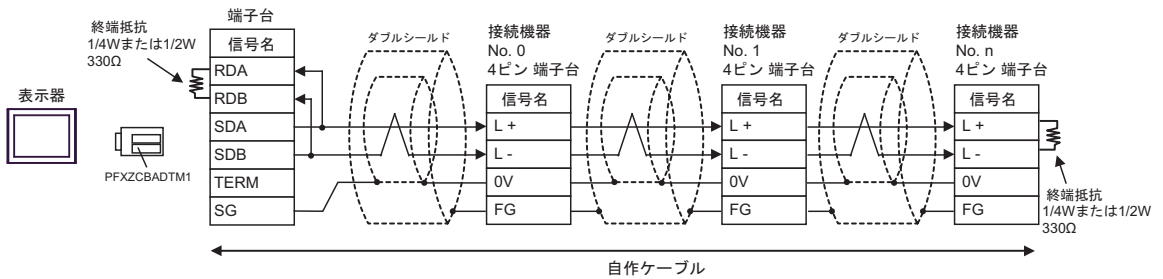 表示器
PFXZCBADTM1
終端抵抗
1/4Wまたは1/2W
330Ω
端子台
信号名
RDA
RDB
SDA
SDB
TERM
SG
ダブルシールド
接続機器
No. 0
4ピン 端子台
信号名
L +
L -
0V
FG
ダブルシールド
接続機器
No. 1
4ピン 端子台
信号名
L +
L -
0V
FG
ダブルシールド
接続機器
No. n
4ピン 端子台
信号名
L +
L -
0V
FG
終端抵抗
1/4Wまたは1/2W
330Ω
自作ケーブル